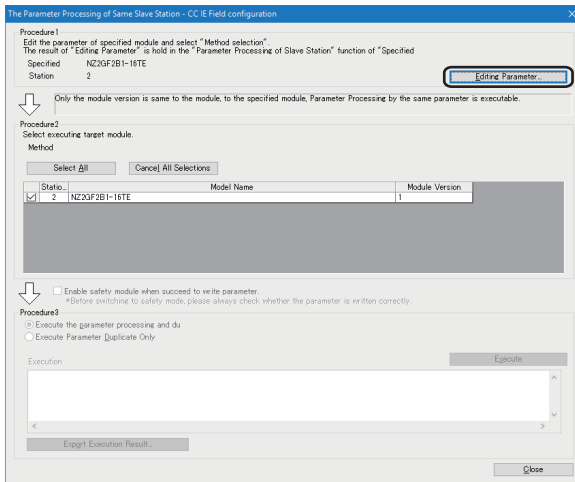 The Parameter Processing of Same Slave Station - CC IE Field configuration
Procedure1
Edit the parameter of specified module and select "Method selection".
The result of "Editing Parameter" is hold in the "Parameter Processing of Slave Station" function of "Specified
Specified NZ2GF2B1-16TE
Station 2
Editing Parameter...
Only the module version is same to the module, to the specified module, Parameter Processing by the same parameter is executable.
Procedure2
Select executing target module.
Method
Select All Cancel All Selections
Statio... Model Name Module Version
2 NZ2GF2B1-16TE 1
Enable safety module when succeed to write parameter.
*Before switching to safety mode, please always check whether the parameter is written correctly.
Procedure3
Execute the parameter processing and du
Execute Parameter Duplicate Only
Execution Execute
Export Execution Result...
Close